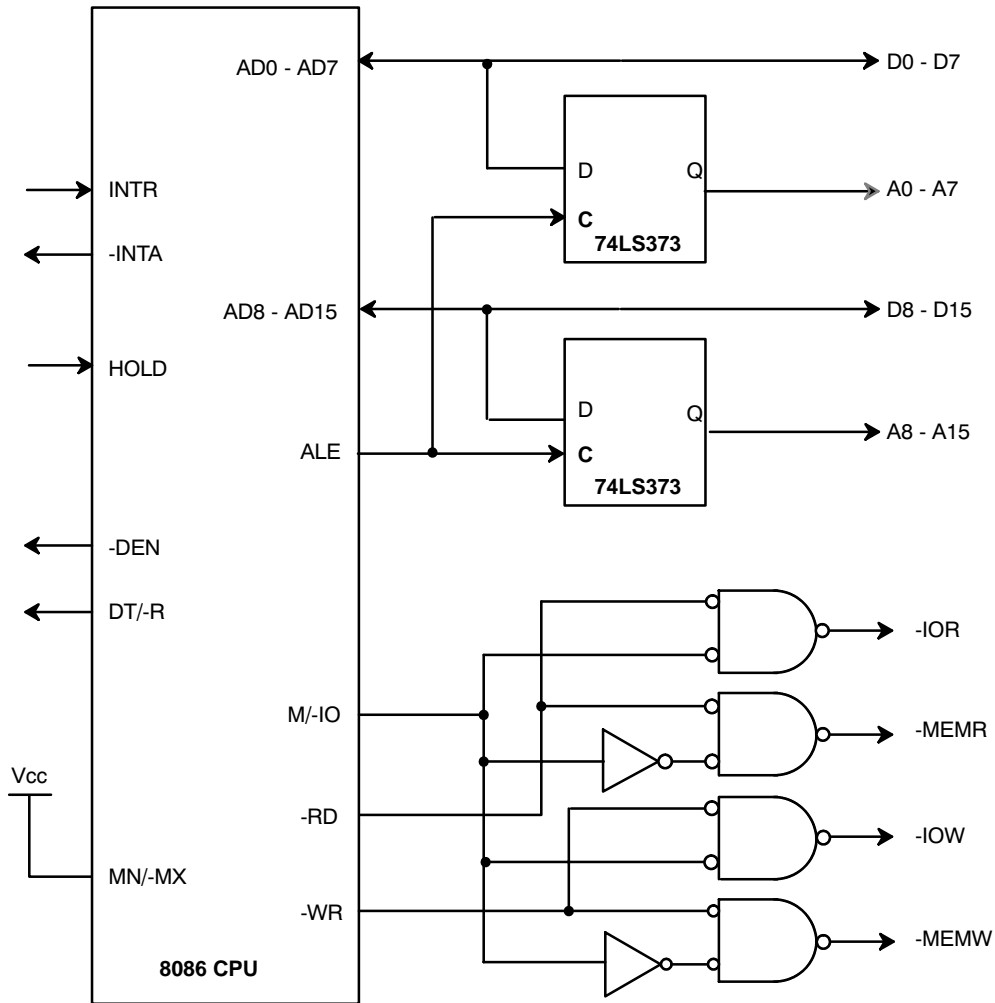 AD0 - AD7
D0 - D7
D
Q
INTR
A0 - A7
C
74LS373
-INTA
AD8 - AD15
D8 - D15
HOLD
D
Q
A8 - A15
ALE
C
74LS373
-DEN
DT/-R
-IOR
M/-IO
-MEMR
Vcc
-RD
-IOW
MN/-MX
-WR
-MEMW
8086 CPU